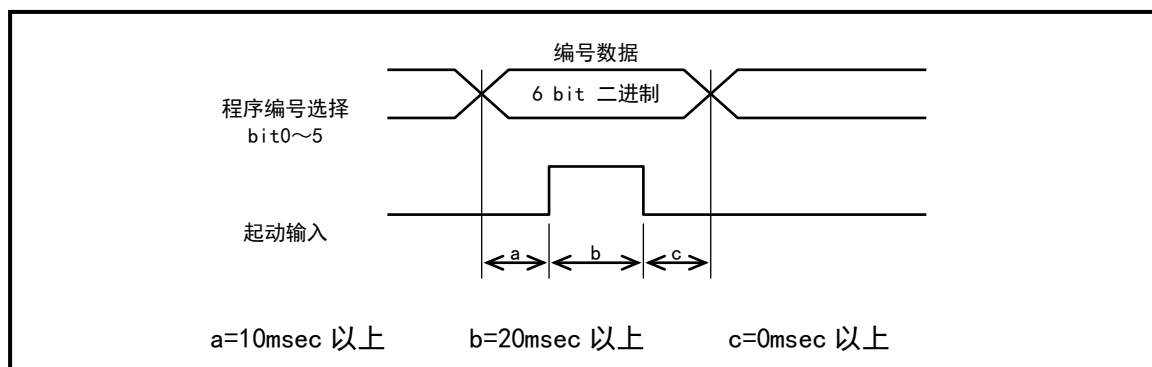 编号数据
6 bit 二进制
程序编号选择
bit0～5
起动输入
a
b
c
a=10msec 以上
b=20msec 以上
c=0msec 以上